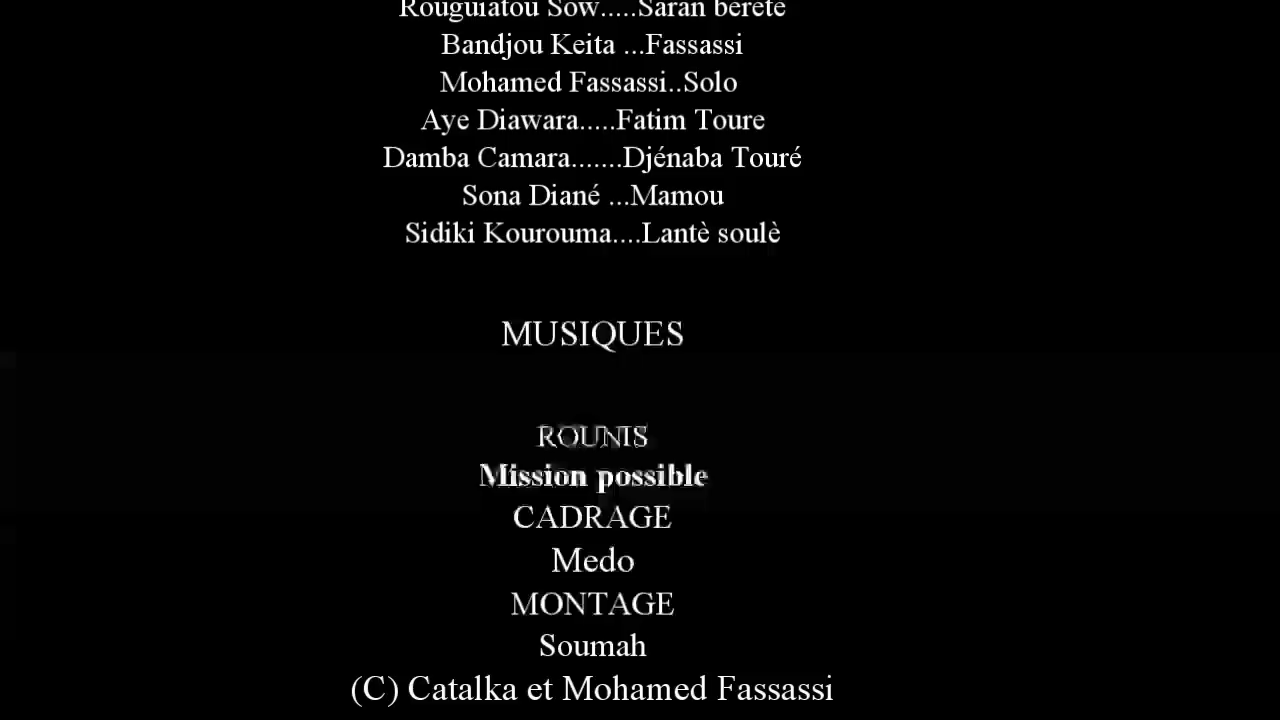 Rouguiatou Sow.....Saran berete
Bandjou Keita ...Fassassi
Mohamed Fassassi..Solo
Aye Diawara.....Fatim Toure
Damba Camara.......Djénaba Touré
Sona Diané ...Mamou
Sidiki Kourouma....Lantè soulè
MUSIQUES
ROUNIS
Mission possible
CADRAGE
Medo
MONTAGE
Soumah
(C) Catalka et Mohamed Fassassi